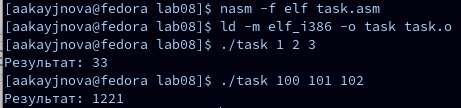 [aakayjnova@fedora lab08]$ nasm -f elf task.asm
[aakayjnova@fedora lab08]$ ld -m elf_i386 -o task task.o
[aakayjnova@fedora lab08]$ ./task 1 2 3
Результат: 33
[aakayjnova@fedora lab08]$ ./task 100 101 102
Результат: 1221